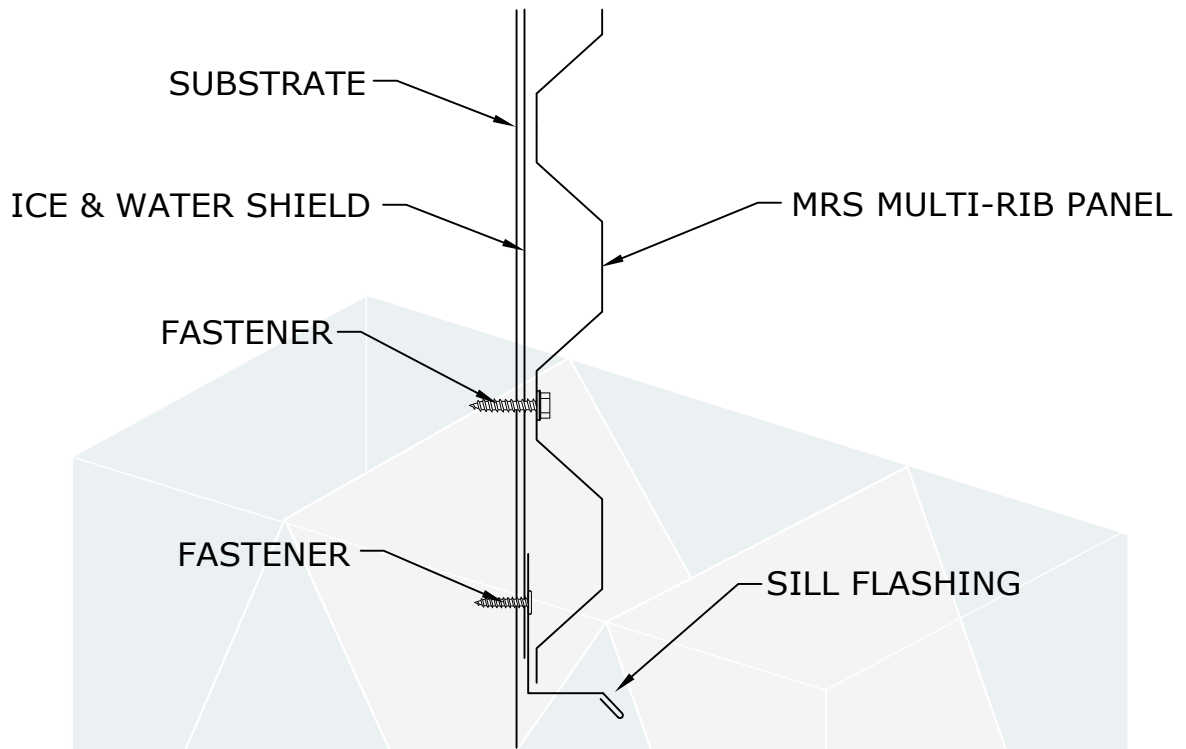 SUBSTRATE
ICE & WATER SHIELD
MRS MULTI-RIB PANEL
FASTENER
FASTENER
SILL FLASHING